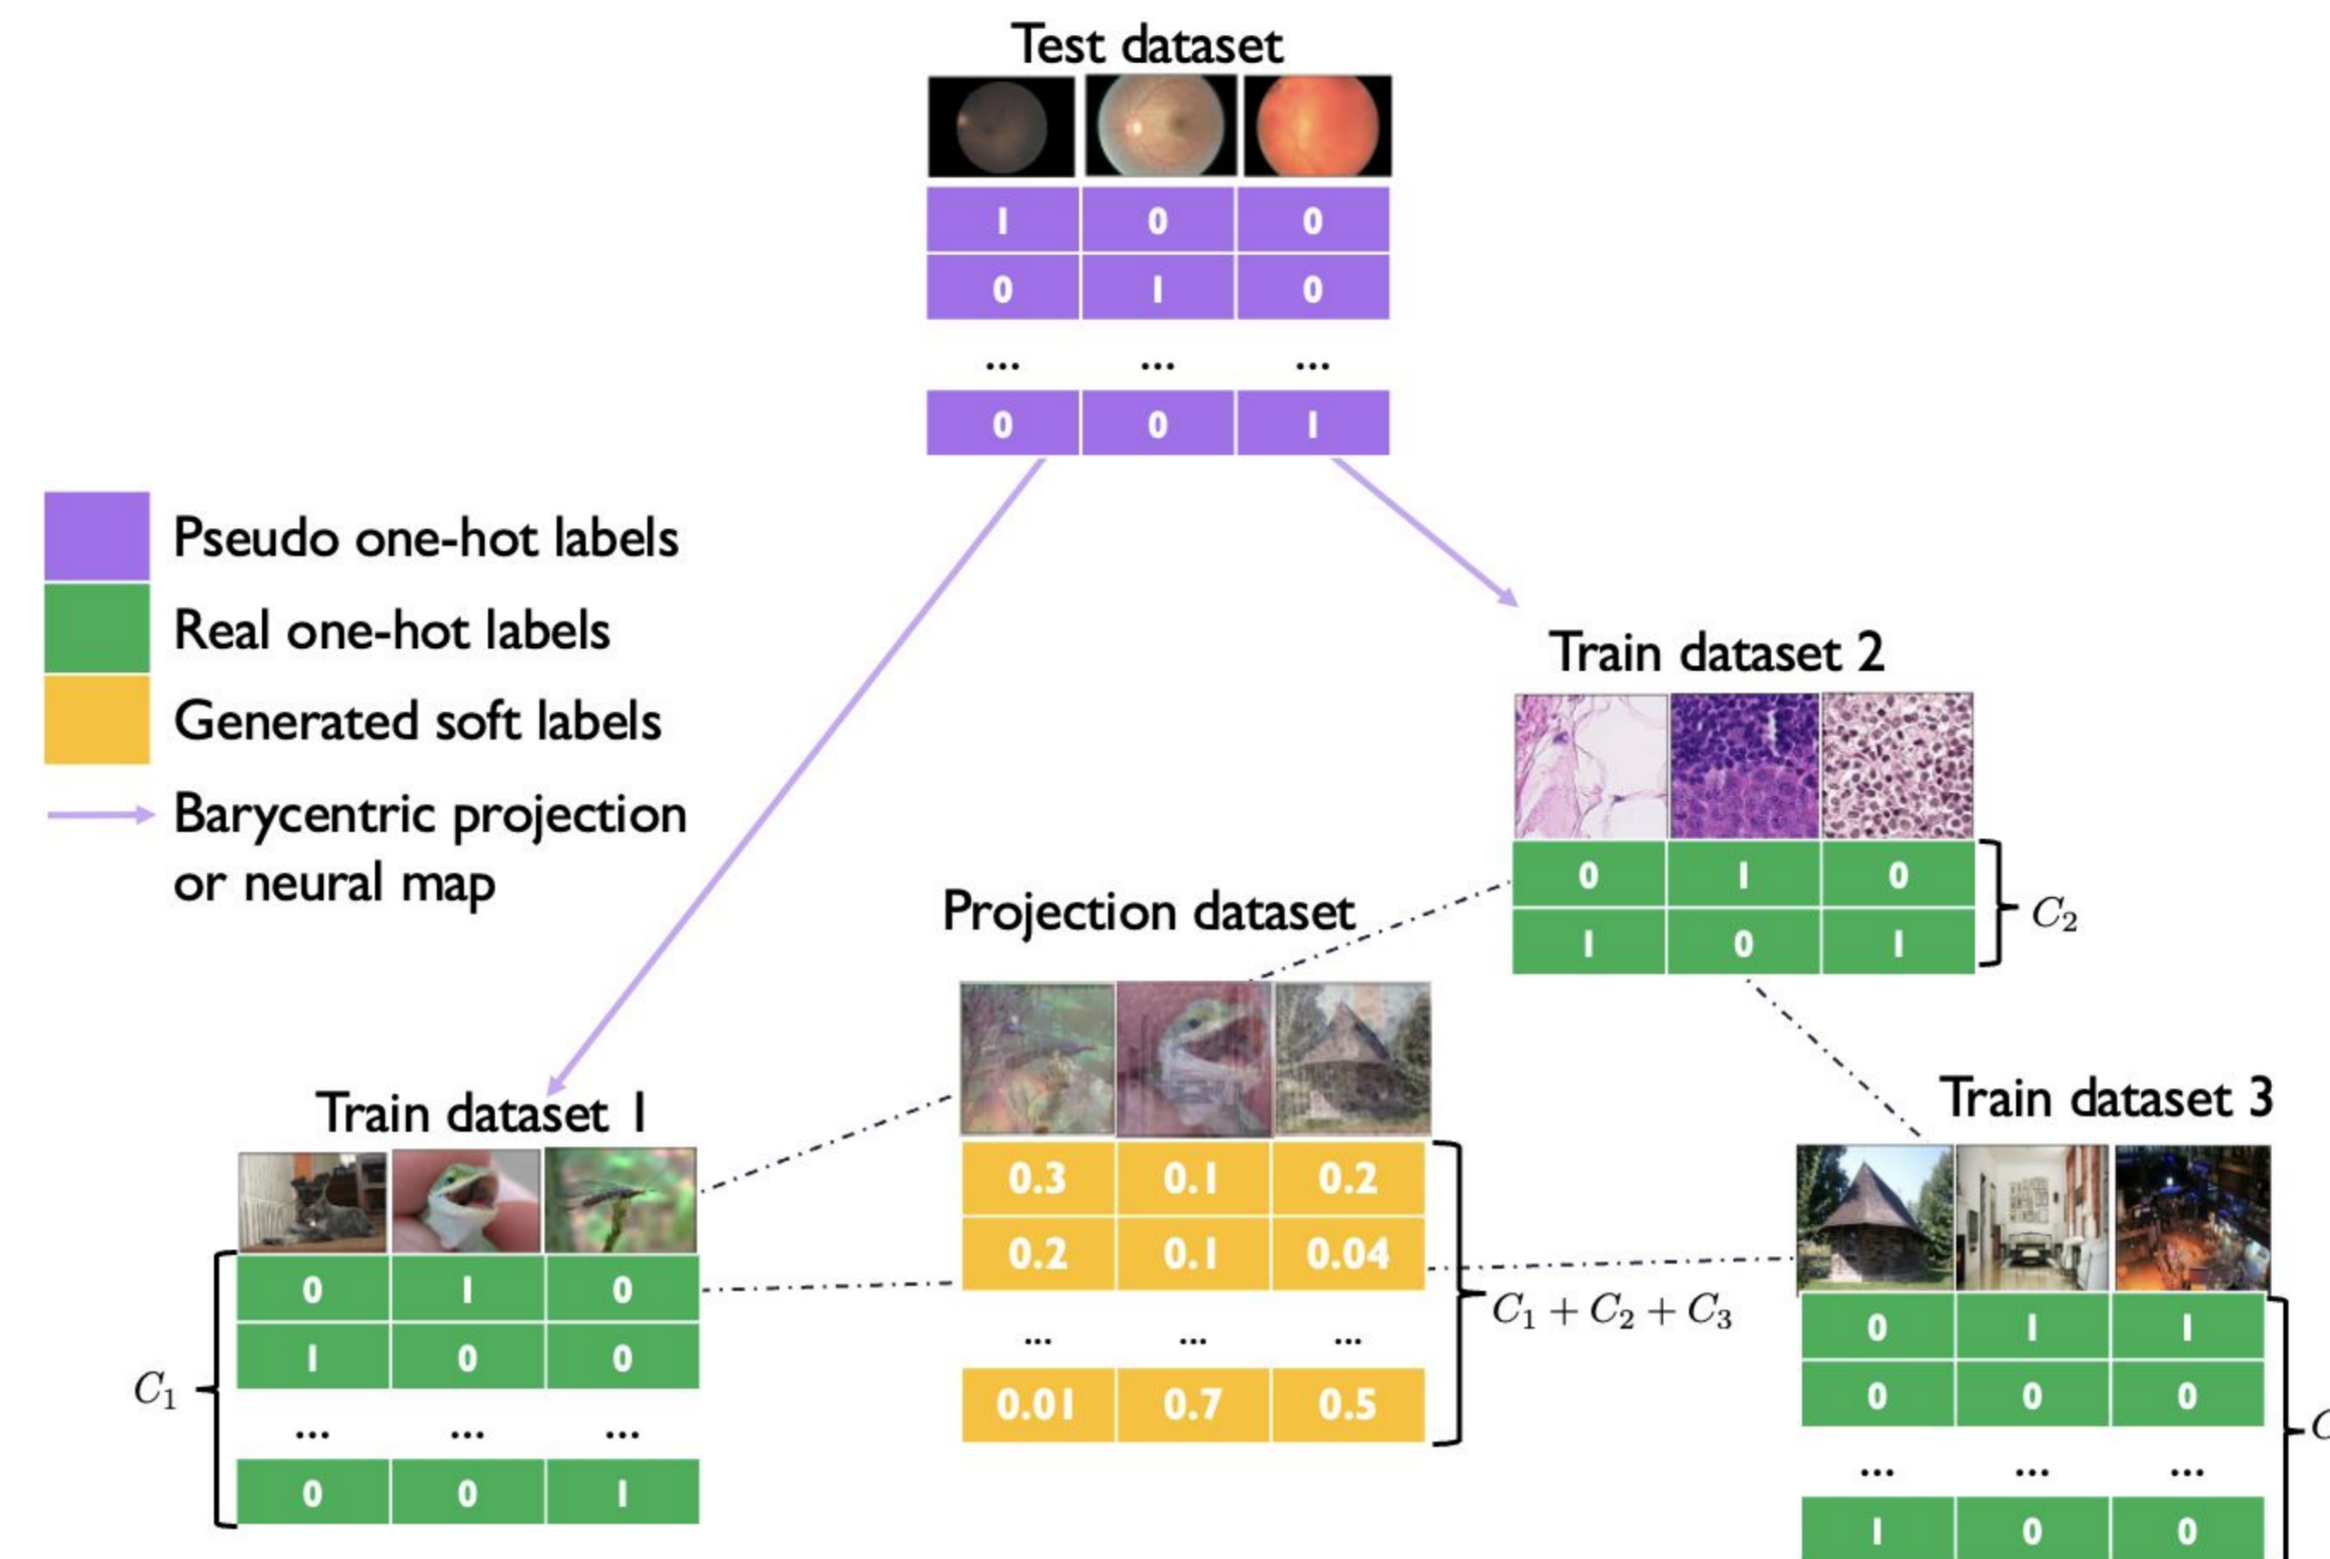 Test dataset
1 0 0
0 1 0
... ... ...
0 0 1
Pseudo one-hot labels
Real one-hot labels
Generated soft labels
Barycentric projection
or neural map
Train dataset 2
0 1 0
1 0 1
C₂
Projection dataset
0.3 0.1 0.2
0.2 0.1 0.04
... ... ...
0.01 0.7 0.5
C₁ + C₂ + C₃
Train dataset 1
0 1 0
1 0 0
... ... ...
0 0 1
C₁
Train dataset 3
0 1 1
0 0 0
... ... ...
1 0 0